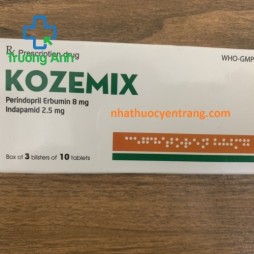 Trường Anh
Rx Prescription drug
WHO-GMP
KOZEMIX
Perindopril Erbumin 8 mg
Indapamid 2.5 mg
nhathuocyentrang.com
Box of 3 blisters of 10 tablets